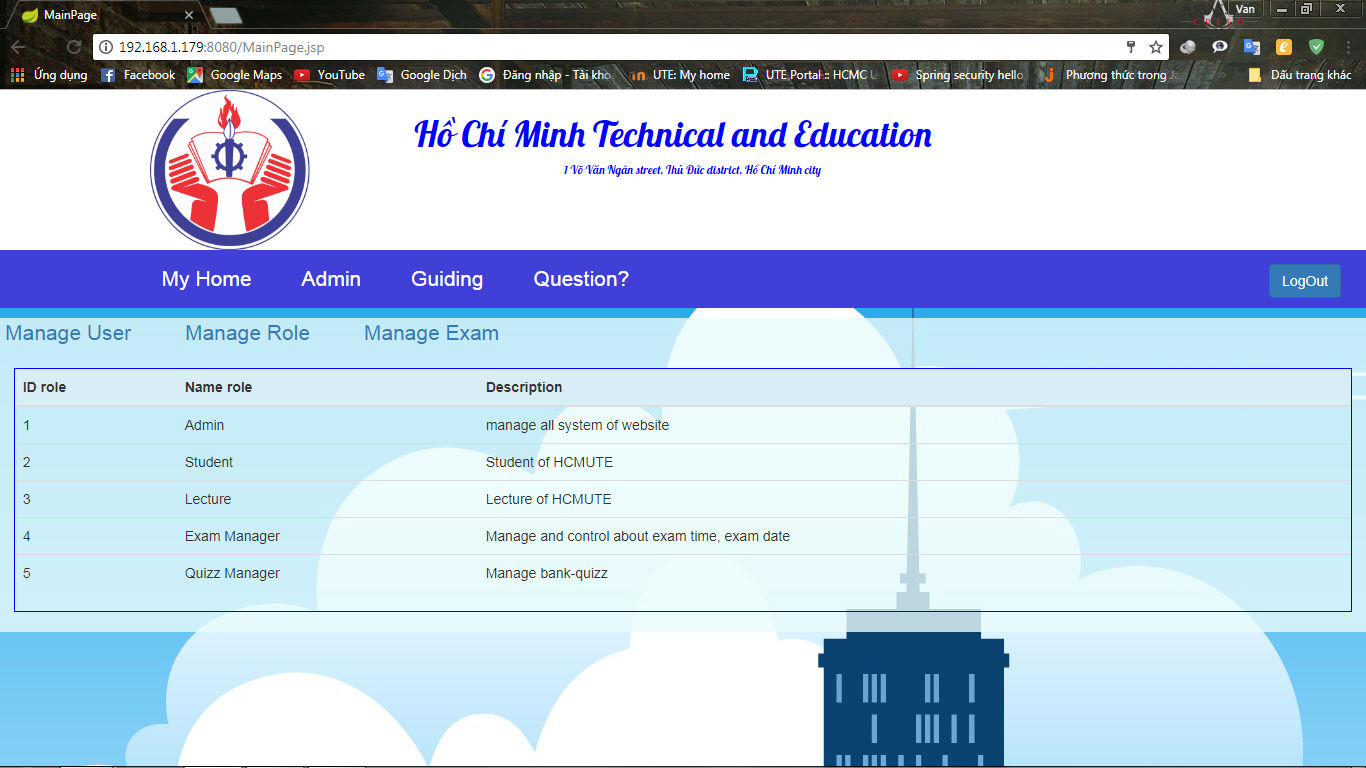 MainPage
Van
192.168.1.179:8080/MainPage.jsp
Ứng dụng Facebook Google Maps YouTube Google Dịch Đăng nhập - Tài kho UTE: My home UTE Portal :: HCMC U Spring security hello Phương thức trong Ja Dấu trang khác
Hồ Chí Minh Technical and Education
1 Võ Văn Ngân street, Thủ Đức district, Hồ Chí Minh city
My Home Admin Guiding Question? LogOut
Manage User Manage Role Manage Exam
ID role Name role Description
1 Admin manage all system of website
2 Student Student of HCMUTE
3 Lecture Lecture of HCMUTE
4 Exam Manager Manage and control about exam time, exam date
5 Quizz Manager Manage bank-quizz